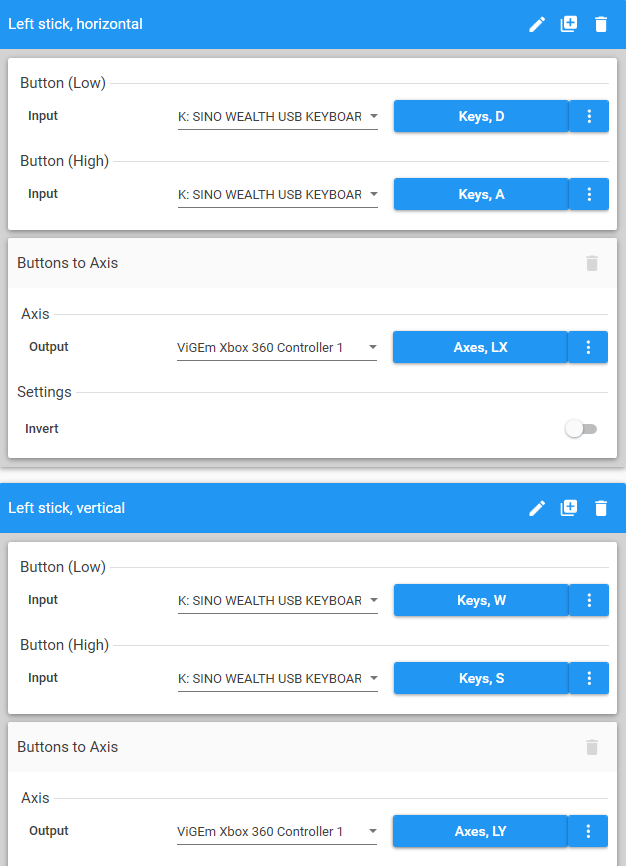 Left stick, horizontal
Button (Low)
Input K: SINO WEALTH USB KEYBOAR Keys, D
Button (High)
Input K: SINO WEALTH USB KEYBOAR Keys, A
Buttons to Axis
Axis
Output ViGEm Xbox 360 Controller 1 Axes, LX
Settings
Invert
Left stick, vertical
Button (Low)
Input K: SINO WEALTH USB KEYBOAR Keys, W
Button (High)
Input K: SINO WEALTH USB KEYBOAR Keys, S
Buttons to Axis
Axis
Output ViGEm Xbox 360 Controller 1 Axes, LY